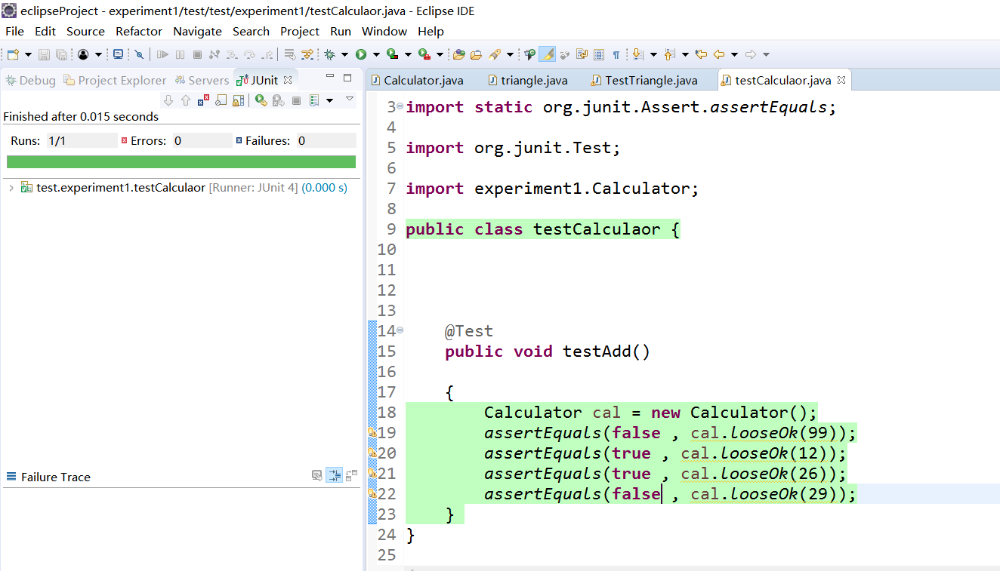 eclipseProject - experiment1/test/test/experiment1/testCalculaor.java - Eclipse IDE
File Edit Source Refactor Navigate Search Project Run Window Help
Debug Project Explorer Servers JUnit
Calculator.java triangle.java TestTriangle.java testCalculaor.java
Finished after 0.015 seconds
Runs: 1/1 Errors: 0 Failures: 0
test.experiment1.testCalculaor [Runner: JUnit 4] (0.000 s)
Failure Trace
3 import static org.junit.Assert.assertEquals;
4
5 import org.junit.Test;
6
7 import experiment1.Calculator;
8
9 public class testCalculaor {
10
11
12
13
14 @Test
15 public void testAdd()
16
17 {
18 Calculator cal = new Calculator();
19 assertEquals(false , cal.looseOk(99));
20 assertEquals(true , cal.looseOk(12));
21 assertEquals(true , cal.looseOk(26));
22 assertEquals(false , cal.looseOk(29));
23 }
24 }
25